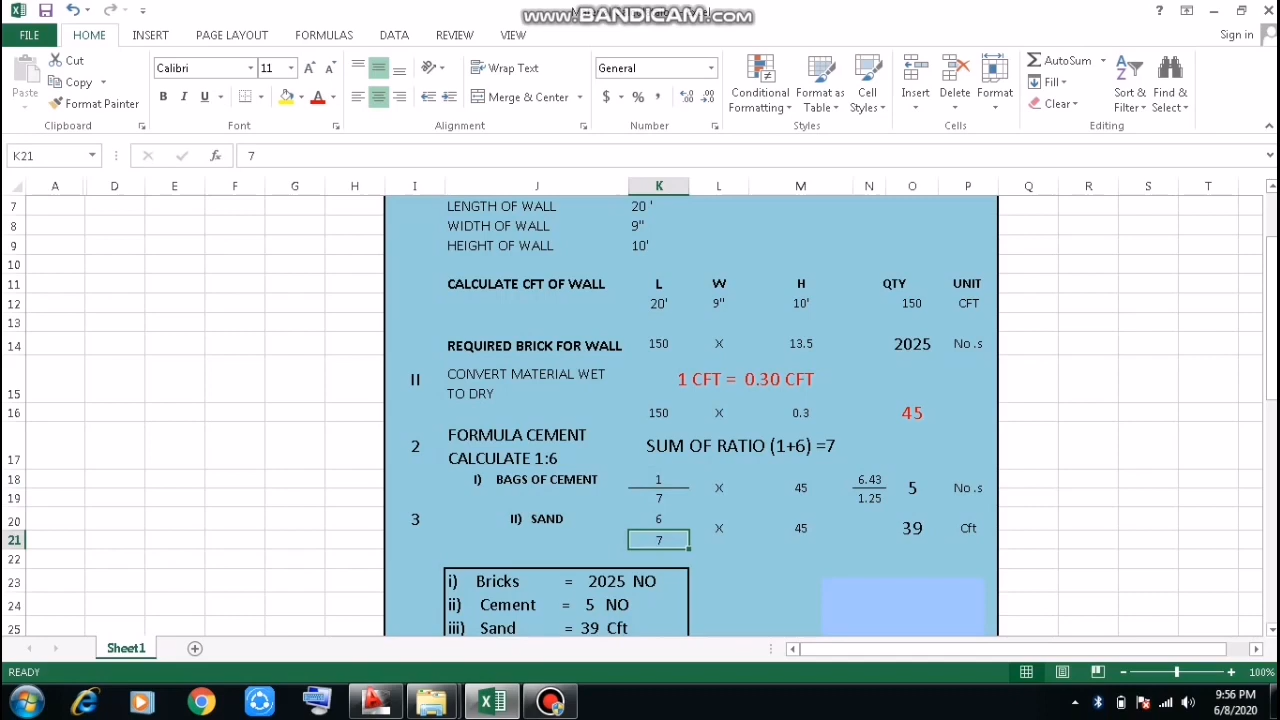 www.BANDICAM.com
FILE HOME INSERT PAGE LAYOUT FORMULAS DATA REVIEW VIEW Sign in
Paste Cut Copy Format Painter
Calibri 11 Wrap Text General
B I U Merge & Center $ % ,
Conditional Formatting Format as Table Cell Styles Insert Delete Format
AutoSum Fill Clear Sort & Filter Find & Select
Clipboard Font Alignment Number Styles Cells Editing
K21 fx 7
A D E F G H I J K L M N O P Q R S T
7 LENGTH OF WALL 20 '
8 WIDTH OF WALL 9"
9 HEIGHT OF WALL 10'
10
11 CALCULATE CFT OF WALL L W H QTY UNIT
12 20' 9" 10' 150 CFT
13
14 REQUIRED BRICK FOR WALL 150 X 13.5 2025 No.s
II CONVERT MATERIAL WET 1 CFT = 0.30 CFT
15 TO DRY
16 150 X 0.3 45
2 FORMULA CEMENT SUM OF RATIO (1+6) =7
17 CALCULATE 1:6
18 I) BAGS OF CEMENT 1 X 45 6.43 5 No.s
19 7 1.25
20 3 II) SAND 6 X 45 39 Cft
21 7
22
23 i) Bricks = 2025 NO
24 ii) Cement = 5 NO
25 iii) Sand = 39 Cft
Sheet1
READY 100%
9:56 PM
6/8/2020